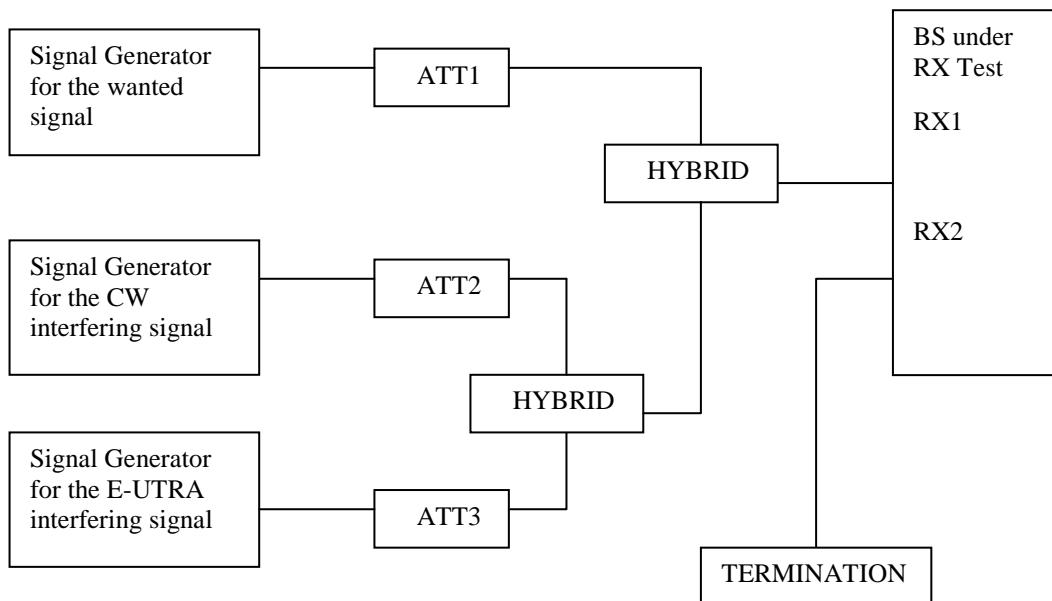 Signal Generator
for the wanted
signal
ATT1
HYBRID
BS under
RX Test
RX1
RX2
Signal Generator
for the CW
interfering signal
ATT2
HYBRID
Signal Generator
for the E-UTRA
interfering signal
ATT3
TERMINATION